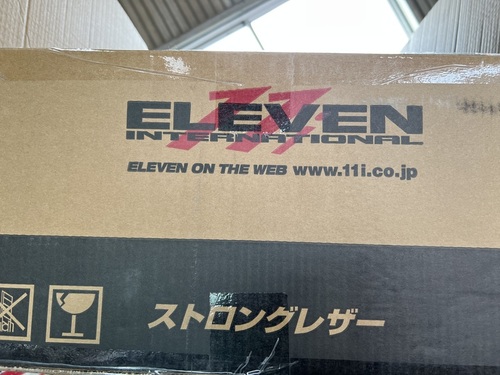 ELEVEN
INTERNATIONAL
ELEVEN ON THE WEB www.11i.co.jp
ストロングレザー